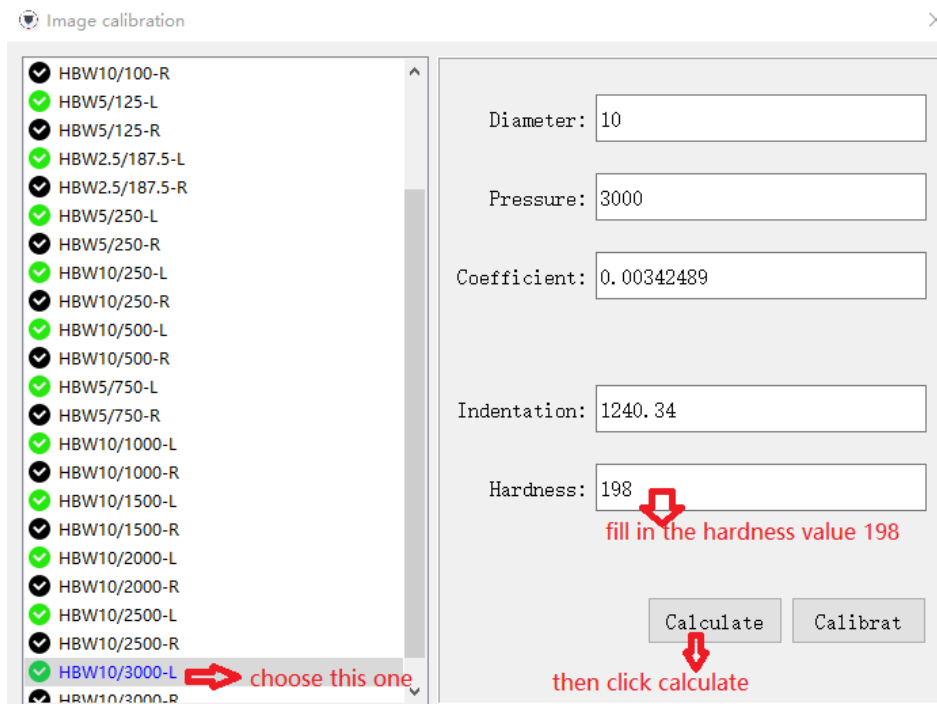 Image calibration
HBW10/100-R
HBW5/125-L
HBW5/125-R
HBW2.5/187.5-L
HBW2.5/187.5-R
HBW5/250-L
HBW5/250-R
HBW10/250-L
HBW10/250-R
HBW10/500-L
HBW10/500-R
HBW5/750-L
HBW5/750-R
HBW10/1000-L
HBW10/1000-R
HBW10/1500-L
HBW10/1500-R
HBW10/2000-L
HBW10/2000-R
HBW10/2500-L
HBW10/2500-R
HBW10/3000-L
choose this one
HBW10/3000-R
Diameter: 10
Pressure: 3000
Coefficient: 0.00342489
Indentation: 1240.34
Hardness: 198
fill in the hardness value 198
Calculate Calibrat
then click calculate